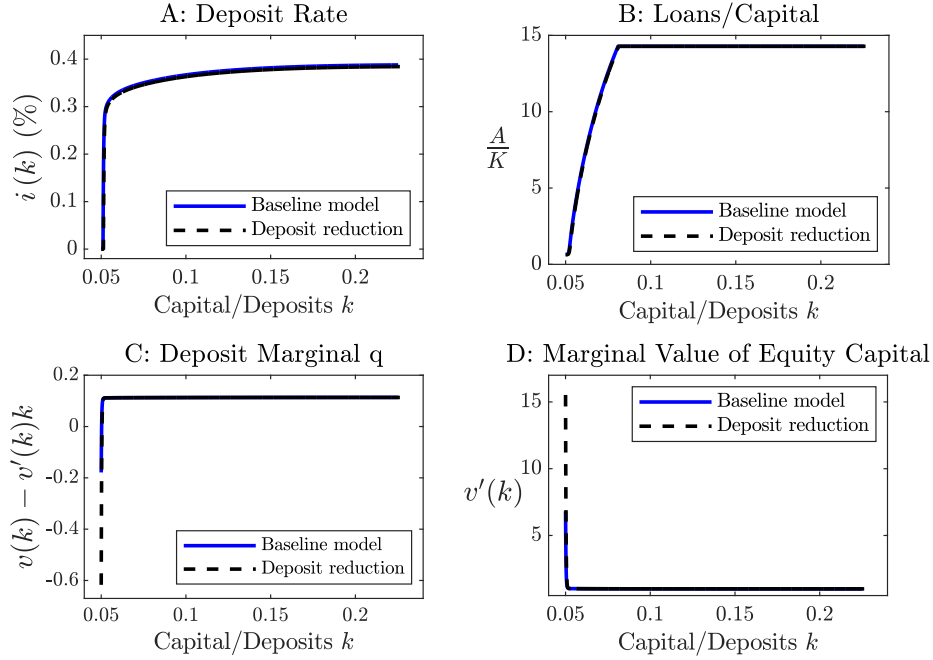 A: Deposit Rate
i (k) (%)
0.4
0.3
0.2
0.1
0
Baseline model
Deposit reduction
0.05 0.1 0.15 0.2
Capital/Deposits k
B: Loans/Capital
A/K
15
10
5
0
Baseline model
Deposit reduction
0.05 0.1 0.15 0.2
Capital/Deposits k
C: Deposit Marginal q
v(k) − v′(k)k
0.2
0
-0.2
-0.4
-0.6
Baseline model
Deposit reduction
0.05 0.1 0.15 0.2
Capital/Deposits k
D: Marginal Value of Equity Capital
v′(k)
15
10
5
Baseline model
Deposit reduction
0.05 0.1 0.15 0.2
Capital/Deposits k